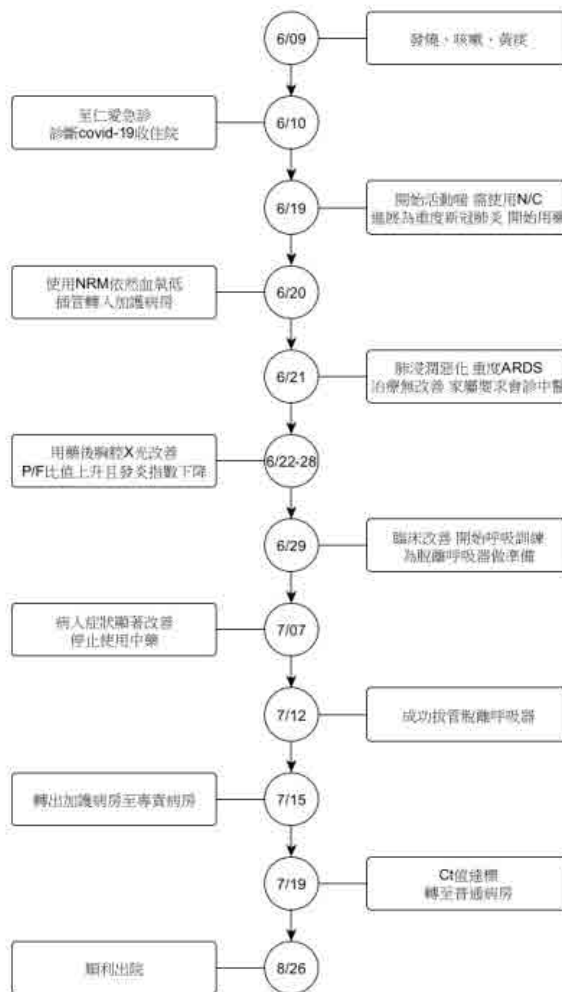 6/09
發燒、咳嗽、黃痰
至仁愛急診
診斷covid-19收住院
6/10
6/19
開始活動喘 需使用N/C
進展為重度新冠肺炎 開始用藥
使用NRM依然血氧低
插管轉入加護病房
6/20
6/21
肺浸潤惡化 重度ARDS
治療無改善 家屬要求會診中醫
用藥後胸腔X光改善
P/F比值上升且發炎指數下降
6/22-28
6/29
臨床改善 開始呼吸訓練
為脫離呼吸器做準備
病人症狀顯著改善
停止使用中藥
7/07
7/12
成功拔管脫離呼吸器
轉出加護病房至專責病房
7/15
7/19
Ct值達標
轉至普通病房
順利出院
8/26